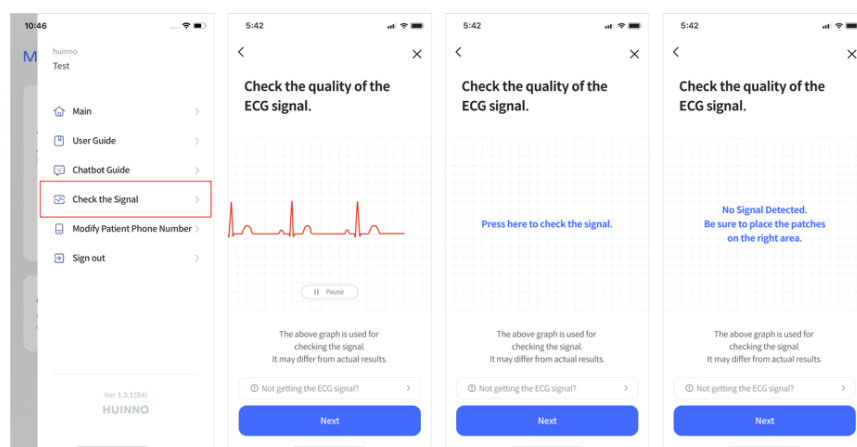 10:46
M
huinno
Test
Main
User Guide
Chatbot Guide
Check the Signal
Modify Patient Phone Number
Sign out
Ver 1.3.1(84)
HUINNO
5:42
Check the quality of the
ECG signal.
Pause
The above graph is used for
checking the signal.
It may differ from actual results.
Not getting the ECG signal?
Next
5:42
Check the quality of the
ECG signal.
Press here to check the signal.
The above graph is used for
checking the signal.
It may differ from actual results.
Not getting the ECG signal?
Next
5:42
Check the quality of the
ECG signal.
No Signal Detected.
Be sure to place the patches
on the right area.
The above graph is used for
checking the signal.
It may differ from actual results.
Not getting the ECG signal?
Next